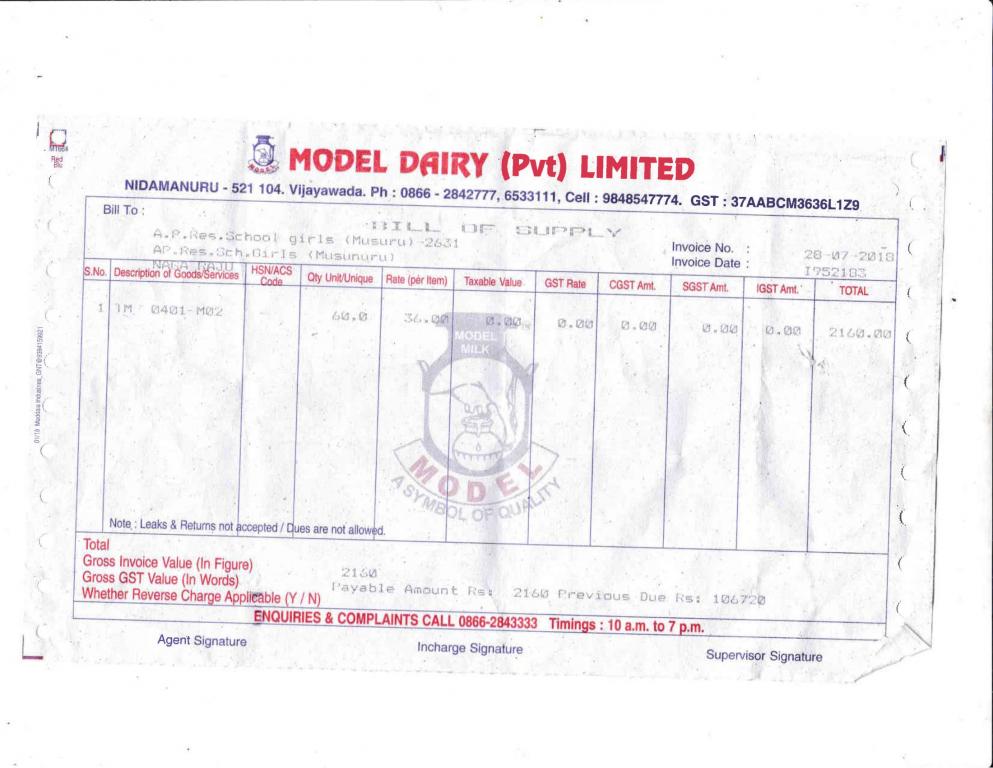 M1664
Red
Blc
MODEL DAIRY (Pvt) LIMITED
NIDAMANURU - 521 104. Vijayawada. Ph : 0866 - 2842777, 6533111, Cell : 9848547774. GST : 37AABCM3636L1Z9
Bill To :
BILL OF SUPPLY
A.P.Res.School girls (Musuru)-2631
AP.Res.Sch.Girls (Musunuru)
NAGA RAJU
Invoice No. :
Invoice Date :
28-07-2018
I752183
S.No. Description of Goods/Services HSN/ACS Code Qty Unit/Unique Rate (per Item) Taxable Value GST Rate CGST Amt. SGST Amt. IGST Amt. TOTAL
1 TM 0401-M02 60.0 36.00 0.00 0.00 0.00 0.00 0.00 2160.00
MODEL
MILK
MODEL
A SYMBOL OF QUALITY
Note : Leaks & Returns not accepted / Dues are not allowed.
Total
Gross Invoice Value (In Figure) 2160
Gross GST Value (In Words) Payable Amount Rs: 2160 Previous Due Rs: 106720
Whether Reverse Charge Applicable (Y / N)
ENQUIRIES & COMPLAINTS CALL 0866-2843333 Timings : 10 a.m. to 7 p.m.
Agent Signature Incharge Signature Supervisor Signature